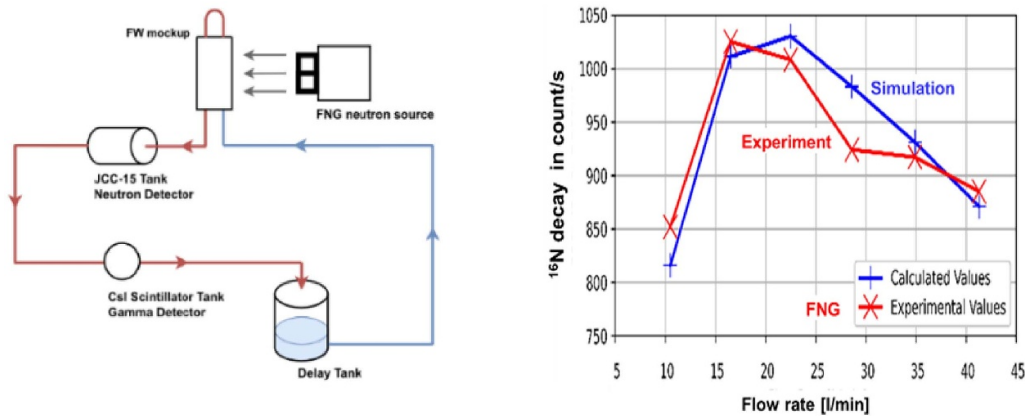 FW mockup
FNG neutron source
JCC-15 Tank
Neutron Detector
CsI Scintillator Tank
Gamma Detector
Delay Tank
¹⁶N decay in count/s
1050
1000
950
900
850
800
750
Simulation
Experiment
FNG
Calculated Values
Experimental Values
5 10 15 20 25 30 35 40 45
Flow rate [l/min]